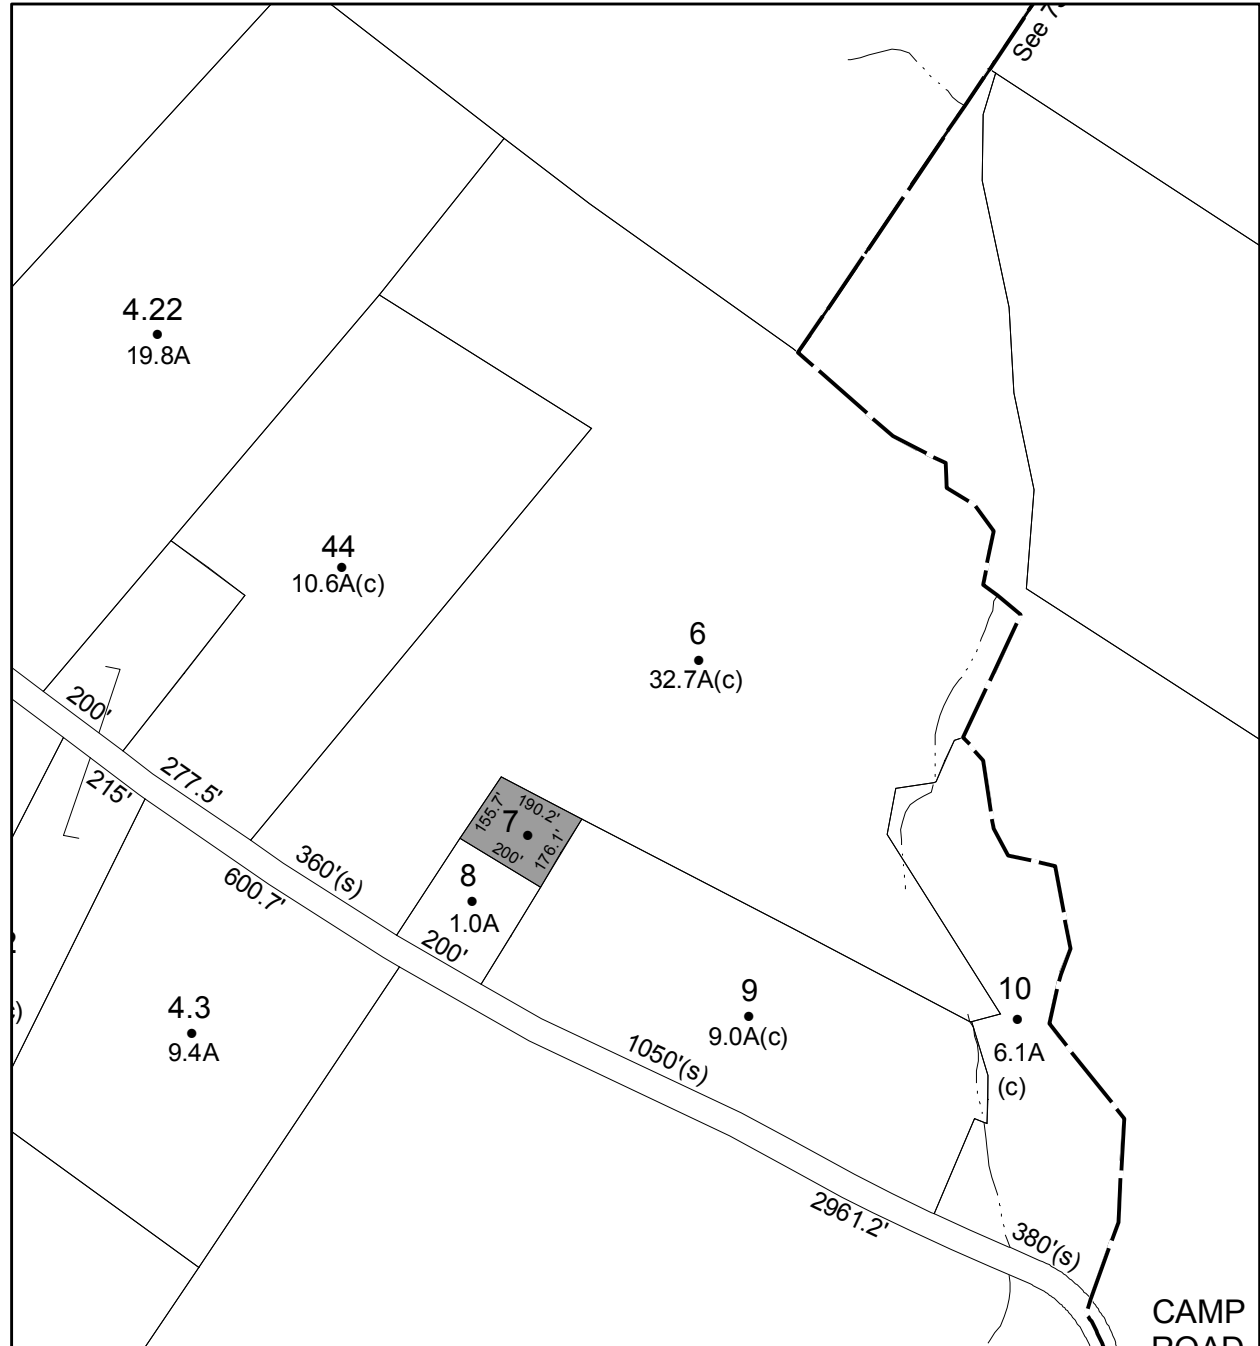 See 7
4.22
19.8A
44
10.6A(c)
6
32.7A(c)
200'
215'
277.5'
155.7'
190.2'
7
200'
176.1'
360'(s)
600.7'
8
1.0A
200'
4.3
9.4A
9
9.0A(c)
10
6.1A
(c)
1050'(s)
2961.2'
380'(s)
CAMP
ROAD